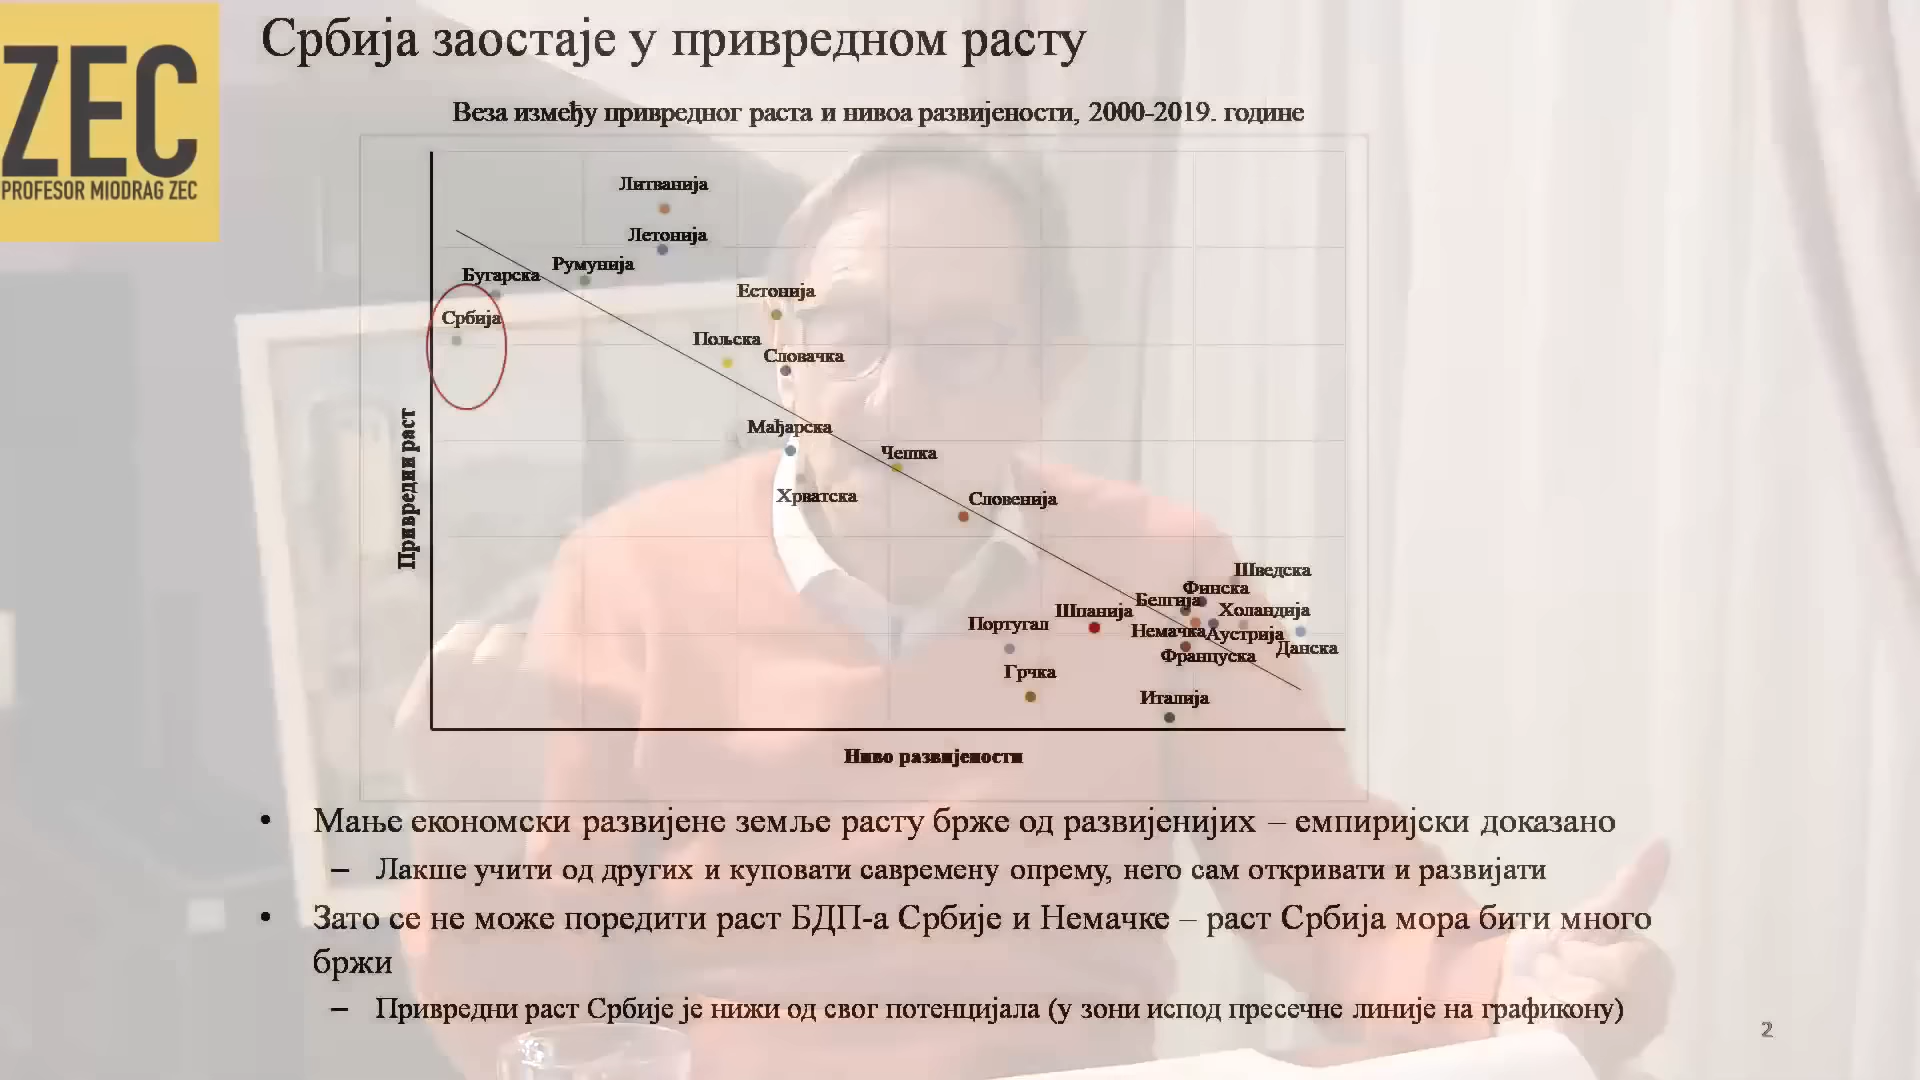 ZEC
PROFESOR MIODRAG ZEC
Србија заостаје у привредном расту
Веза између привредног раста и нивоа развијености, 2000-2019. године
Литванија
Летонија
Румунија
Бугарска
Естонија
Србија
Пољска
Словачка
Мађарска
Чешка
Хрватска
Словенија
Шведска
Финска
Белгија
Холандија
Шпанија
Португал
Немачка
Аустрија
Данска
Француска
Грчка
Италија
Привредни раст
Ниво развијености
• Мање економски развијене земље расту брже од развијенијих – емпиријски доказано
– Лакше учити од других и куповати савремену опрему, него сам откривати и развијати
• Зато се не може поредити раст БДП-а Србије и Немачке – раст Србија мора бити много
бржи
– Привредни раст Србије је нижи од свог потенцијала (у зони испод пресечне линије на графикону)
2